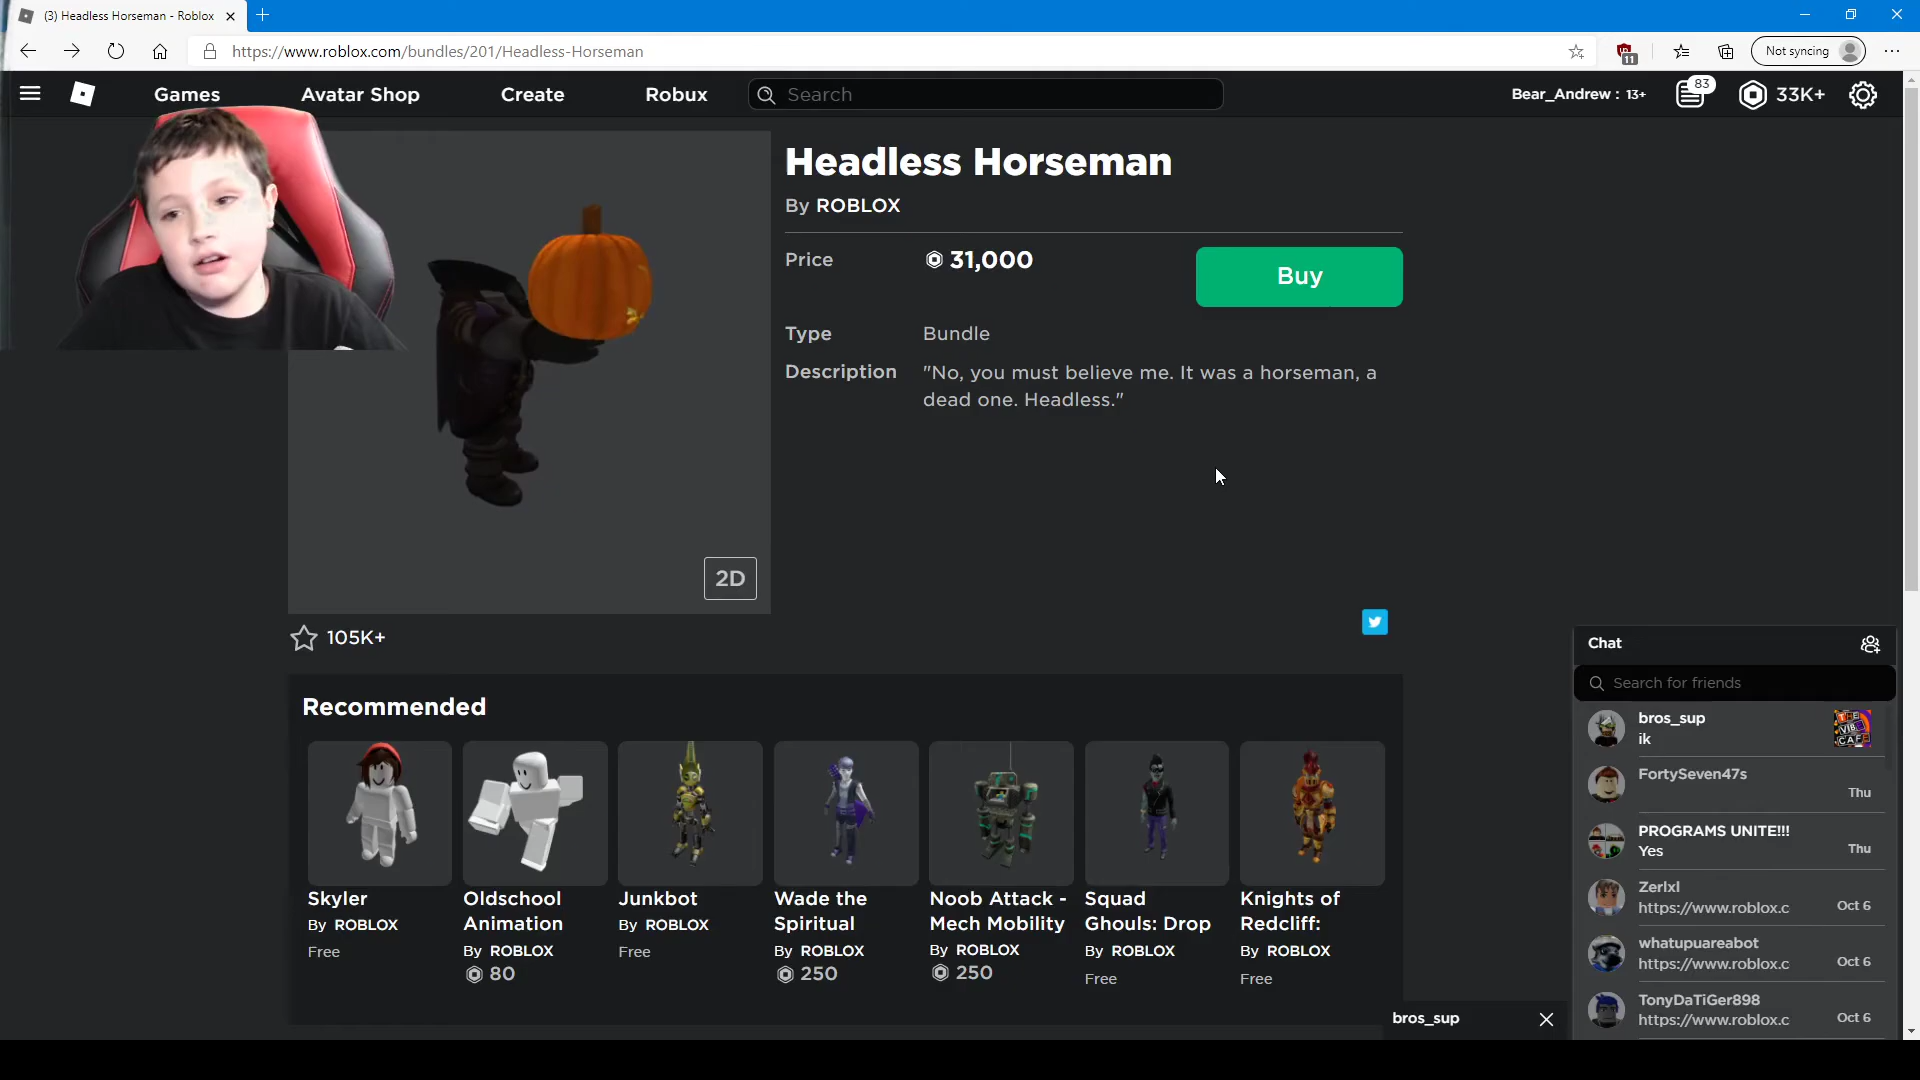 (3) Headless Horseman - Roblox
https://www.roblox.com/bundles/201/Headless-Horseman
11
Not syncing
Games
Avatar Shop
Create
Robux
Search
Bear_Andrew : 13+
83
33K+
Headless Horseman
By ROBLOX
Price
31,000
Buy
Type
Bundle
Description
"No, you must believe me. It was a horseman, a
dead one. Headless."
2D
105K+
Recommended
Skyler
By ROBLOX
Free
Oldschool
Animation
By ROBLOX
80
Junkbot
By ROBLOX
Free
Wade the
Spiritual
By ROBLOX
250
Noob Attack -
Mech Mobility
By ROBLOX
250
Squad
Ghouls: Drop
By ROBLOX
Free
Knights of
Redcliff:
By ROBLOX
Free
Chat
Search for friends
bros_sup
ik
THE
VIBE
CAFE
FortySeven47s
Thu
PROGRAMS UNITE!!!
Yes
Thu
Zerlxl
https://www.roblox.c
Oct 6
whatupuareabot
https://www.roblox.c
Oct 6
TonyDaTiGer898
https://www.roblox.c
Oct 6
bros_sup